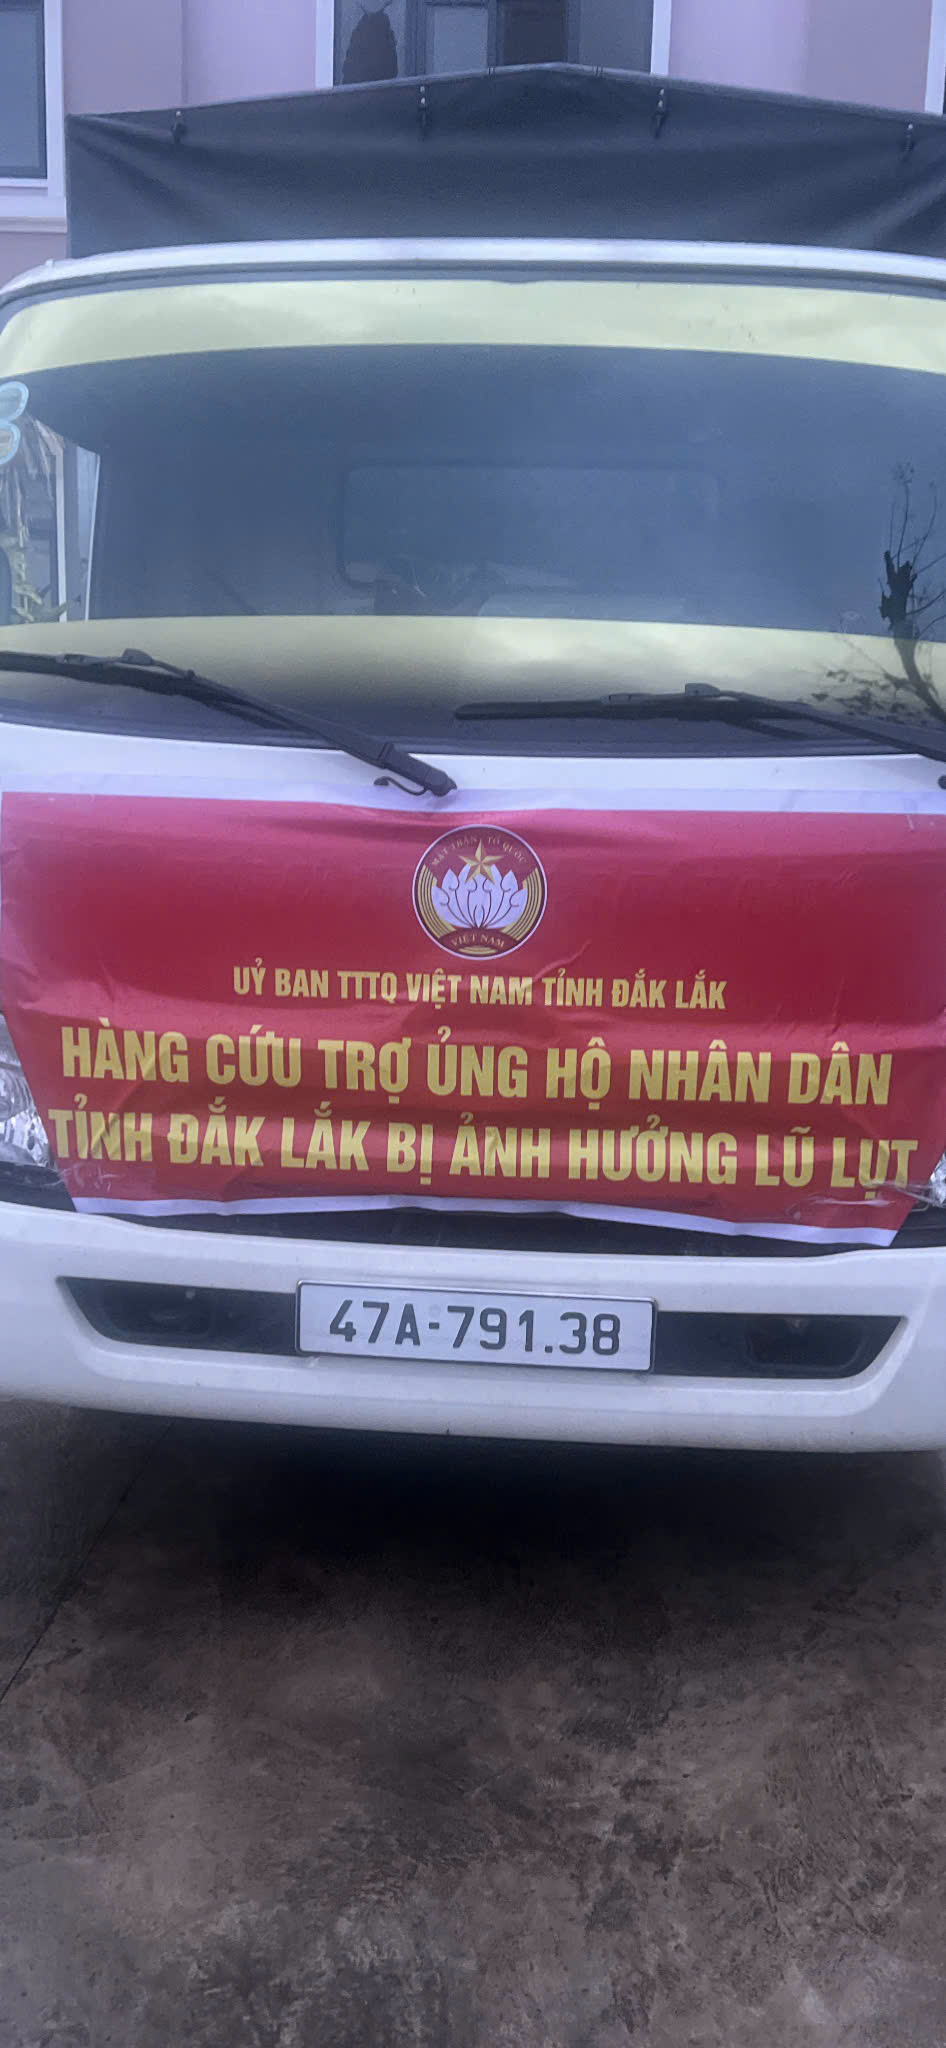 MẶT TRẬN TỔ QUỐC
VIỆT NAM
UỶ BAN TTTQ VIỆT NAM TỈNH ĐẮK LẮK
HÀNG CỨU TRỢ ỦNG HỘ NHÂN DÂN
TỈNH ĐẮK LẮK BỊ ẢNH HƯỞNG LŨ LỤT
47A-791.38